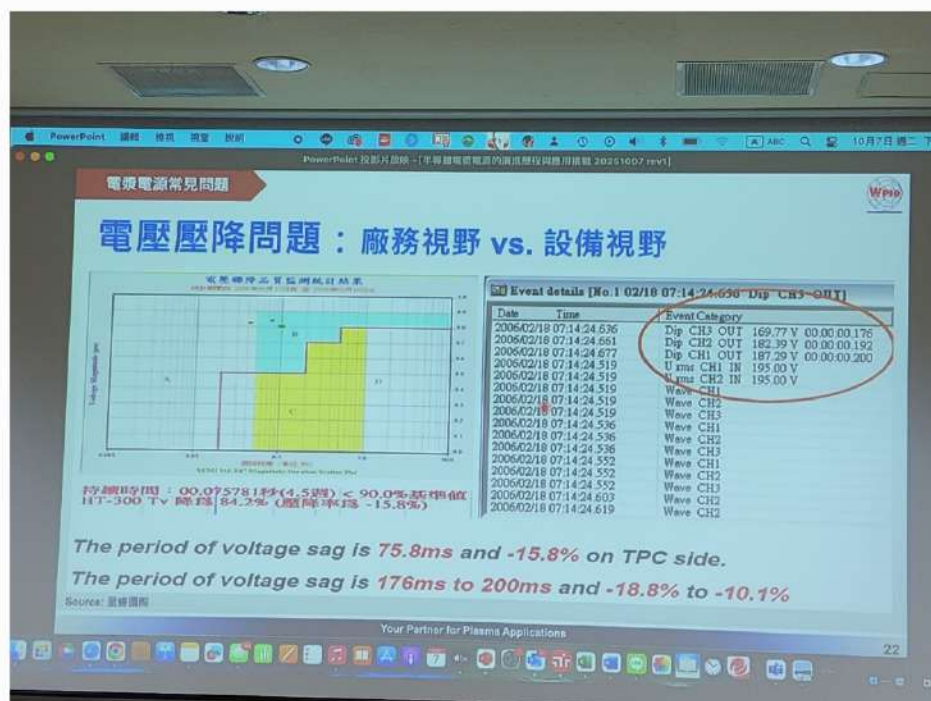 PowerPoint 編輯 檢視 視窗 說明
ABC
10月7日 週二 下
PowerPoint 投影片放映 - [半導體電漿電源的演進歷程與應用挑戰 20251007 rev1]
電漿電源常見問題
WPIO
電壓壓降問題：廠務視野 vs. 設備視野
電壓驟降品質監測統計結果
Event details [No.1 02/18 07:14:24.636 Dip CH3 OUT]
Date Time Event Category
2006/02/18 07:14:24.636 Dip CH3 OUT 169.77 V 00:00:00.176
2006/02/18 07:14:24.661 Dip CH2 OUT 182.39 V 00:00:00.192
2006/02/18 07:14:24.677 Dip CH1 OUT 187.29 V 00:00:00.200
2006/02/18 07:14:24.519 U rms CH1 IN 195.00 V
2006/02/18 07:14:24.519 U rms CH2 IN 195.00 V
2006/02/18 07:14:24.519 Wave CH1
2006/02/18 07:14:24.519 Wave CH2
2006/02/18 07:14:24.519 Wave CH3
2006/02/18 07:14:24.536 Wave CH1
2006/02/18 07:14:24.536 Wave CH2
2006/02/18 07:14:24.536 Wave CH3
2006/02/18 07:14:24.552 Wave CH1
2006/02/18 07:14:24.552 Wave CH2
2006/02/18 07:14:24.552 Wave CH3
2006/02/18 07:14:24.603 Wave CH2
2006/02/18 07:14:24.619 Wave CH2
持續時間：00.075781秒(4.5週) < 90.0%基準值
HT-300 Tv 降為 84.2% (壓降率為 -15.8%)
The period of voltage sag is 75.8ms and -15.8% on TPC side.
The period of voltage sag is 176ms to 200ms and -18.8% to -10.1%
Source:
Your Partner for Plasma Applications
22